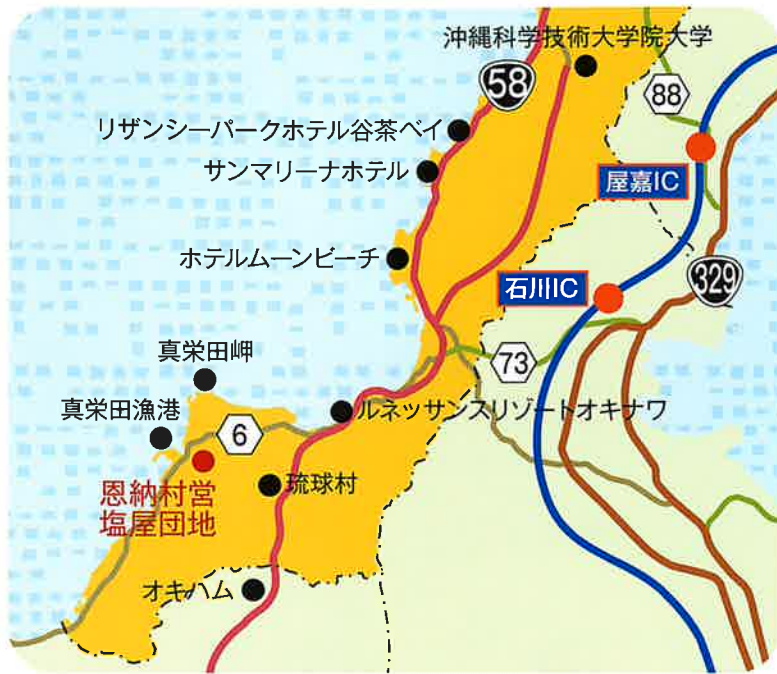 沖縄科学技術大学院大学
58
88
リザンシーパークホテル谷茶ベイ
サンマリーナホテル
屋嘉IC
ホテルムーンビーチ
石川IC
329
真栄田岬
73
真栄田漁港
6
ルネッサンスリゾートオキナワ
恩納村営
塩屋団地
琉球村
オキハム